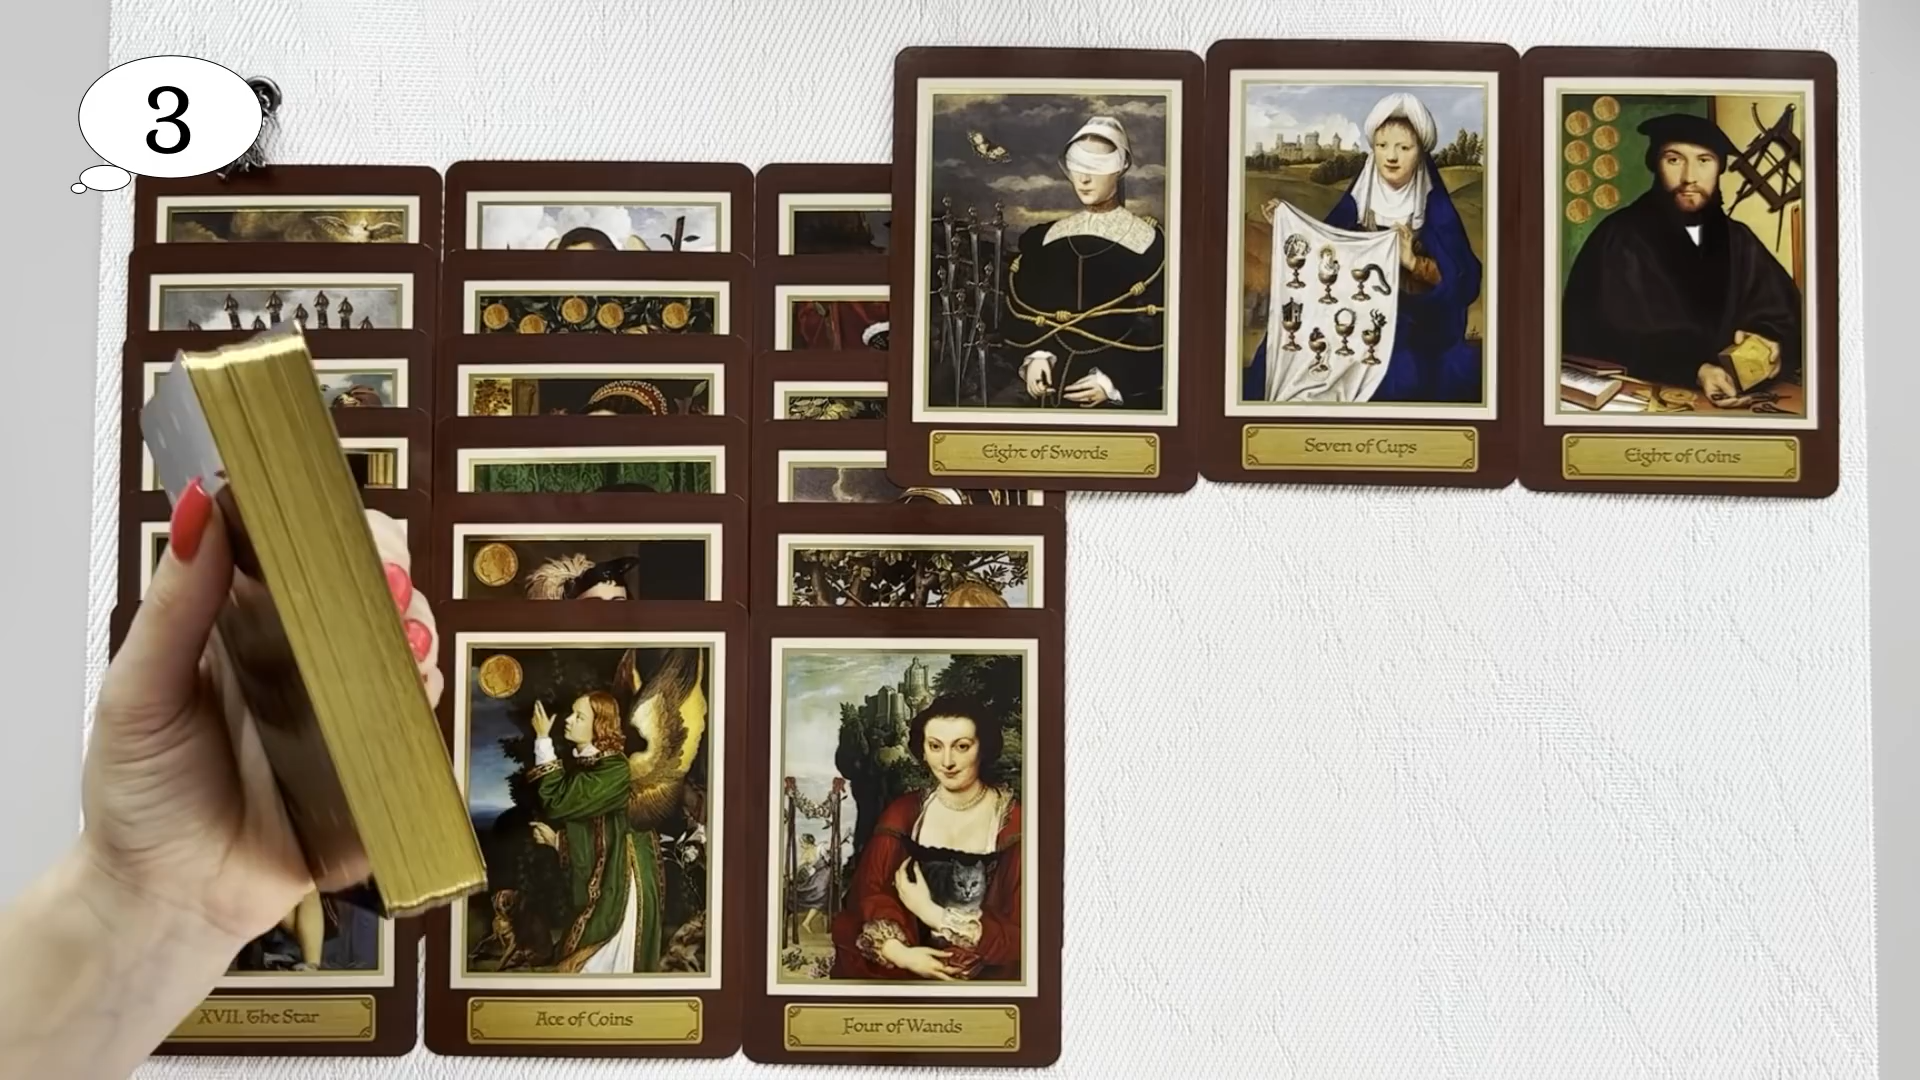 3
Eight of Swords
Seven of Cups
Eight of Coins
XVII. The Star
Ace of Coins
Four of Wands